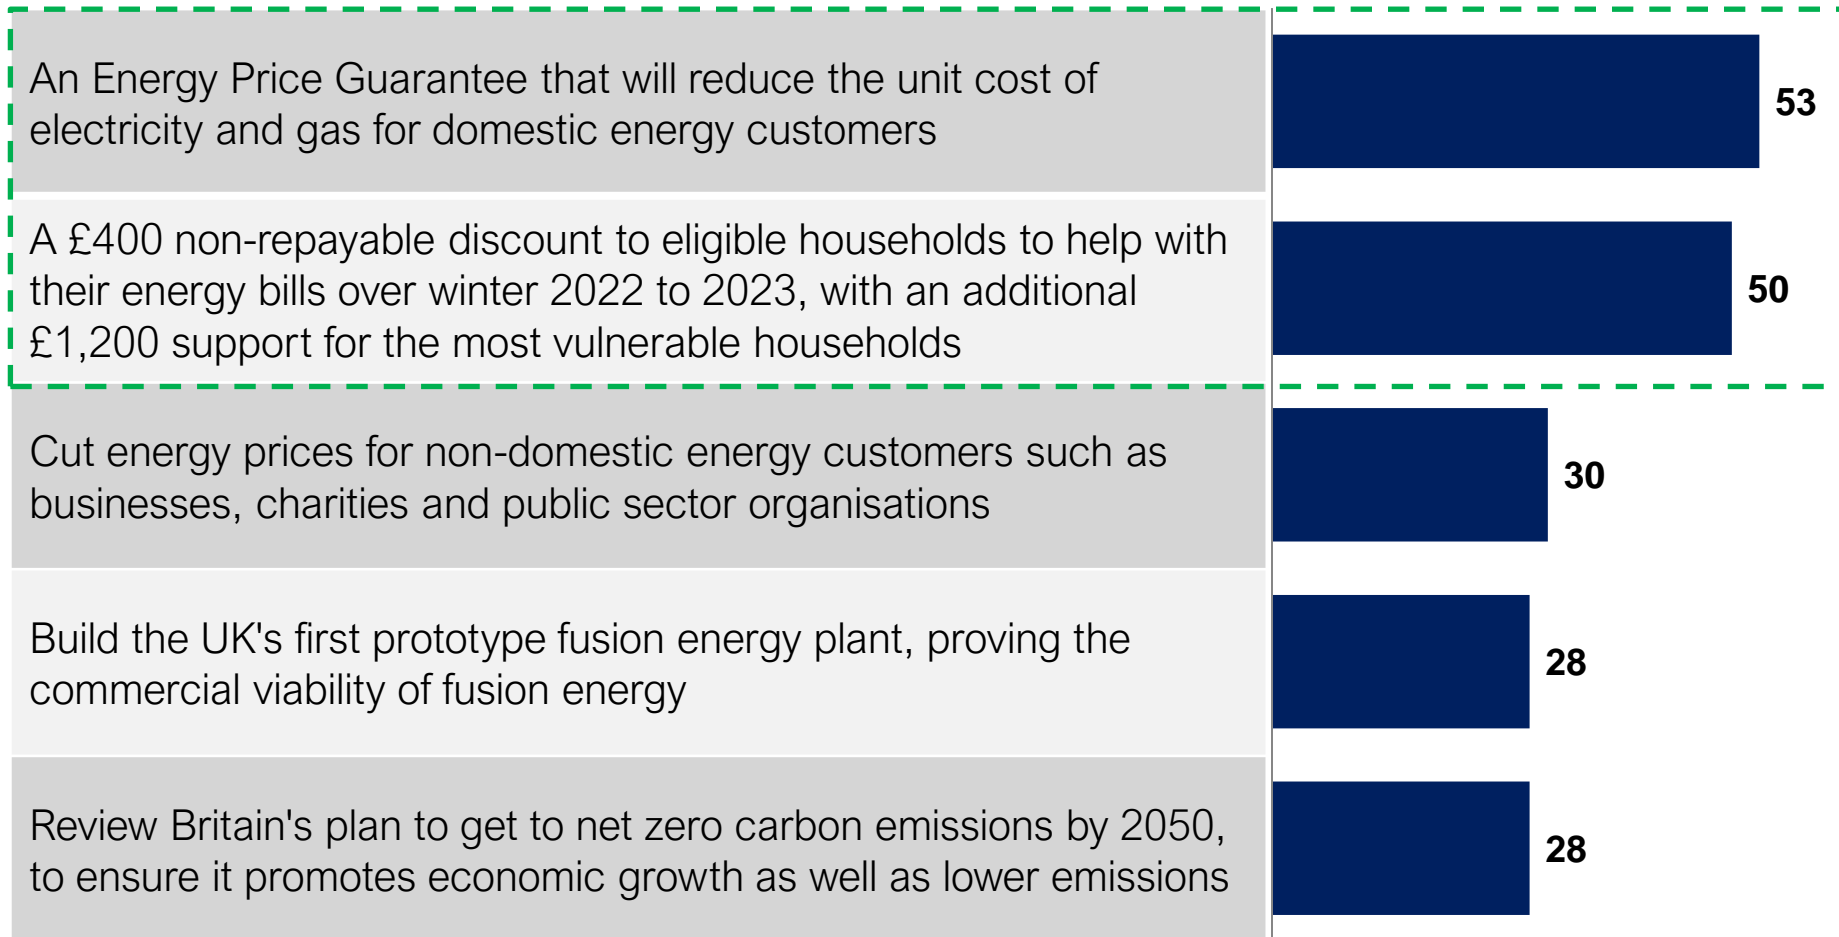 An Energy Price Guarantee that will reduce the unit cost of
electricity and gas for domestic energy customers
53
A £400 non-repayable discount to eligible households to help with
their energy bills over winter 2022 to 2023, with an additional
£1,200 support for the most vulnerable households
50
Cut energy prices for non-domestic energy customers such as
businesses, charities and public sector organisations
30
Build the UK's first prototype fusion energy plant, proving the
commercial viability of fusion energy
28
Review Britain's plan to get to net zero carbon emissions by 2050,
to ensure it promotes economic growth as well as lower emissions
28